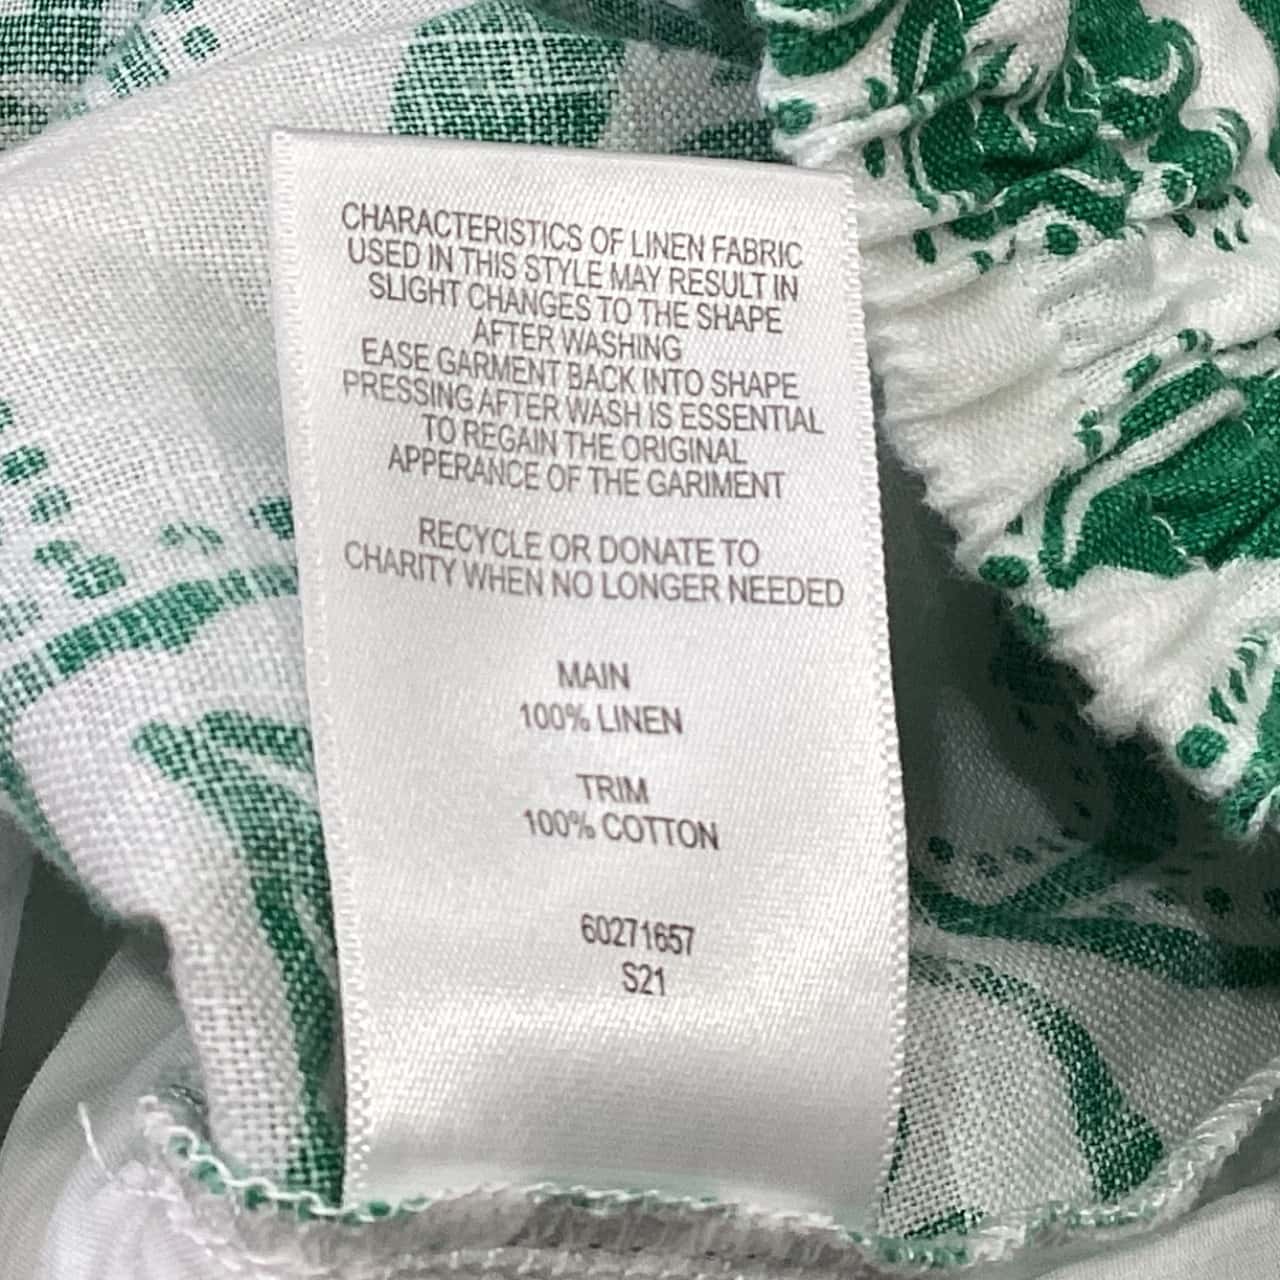 CHARACTERISTICS OF LINEN FABRIC
USED IN THIS STYLE MAY RESULT IN
SLIGHT CHANGES TO THE SHAPE
AFTER WASHING
EASE GARMENT BACK INTO SHAPE
PRESSING AFTER WASH IS ESSENTIAL
TO REGAIN THE ORIGINAL
APPERANCE OF THE GARIMENT
RECYCLE OR DONATE TO
CHARITY WHEN NO LONGER NEEDED
MAIN
100% LINEN
TRIM
100% COTTON
60271657
S21